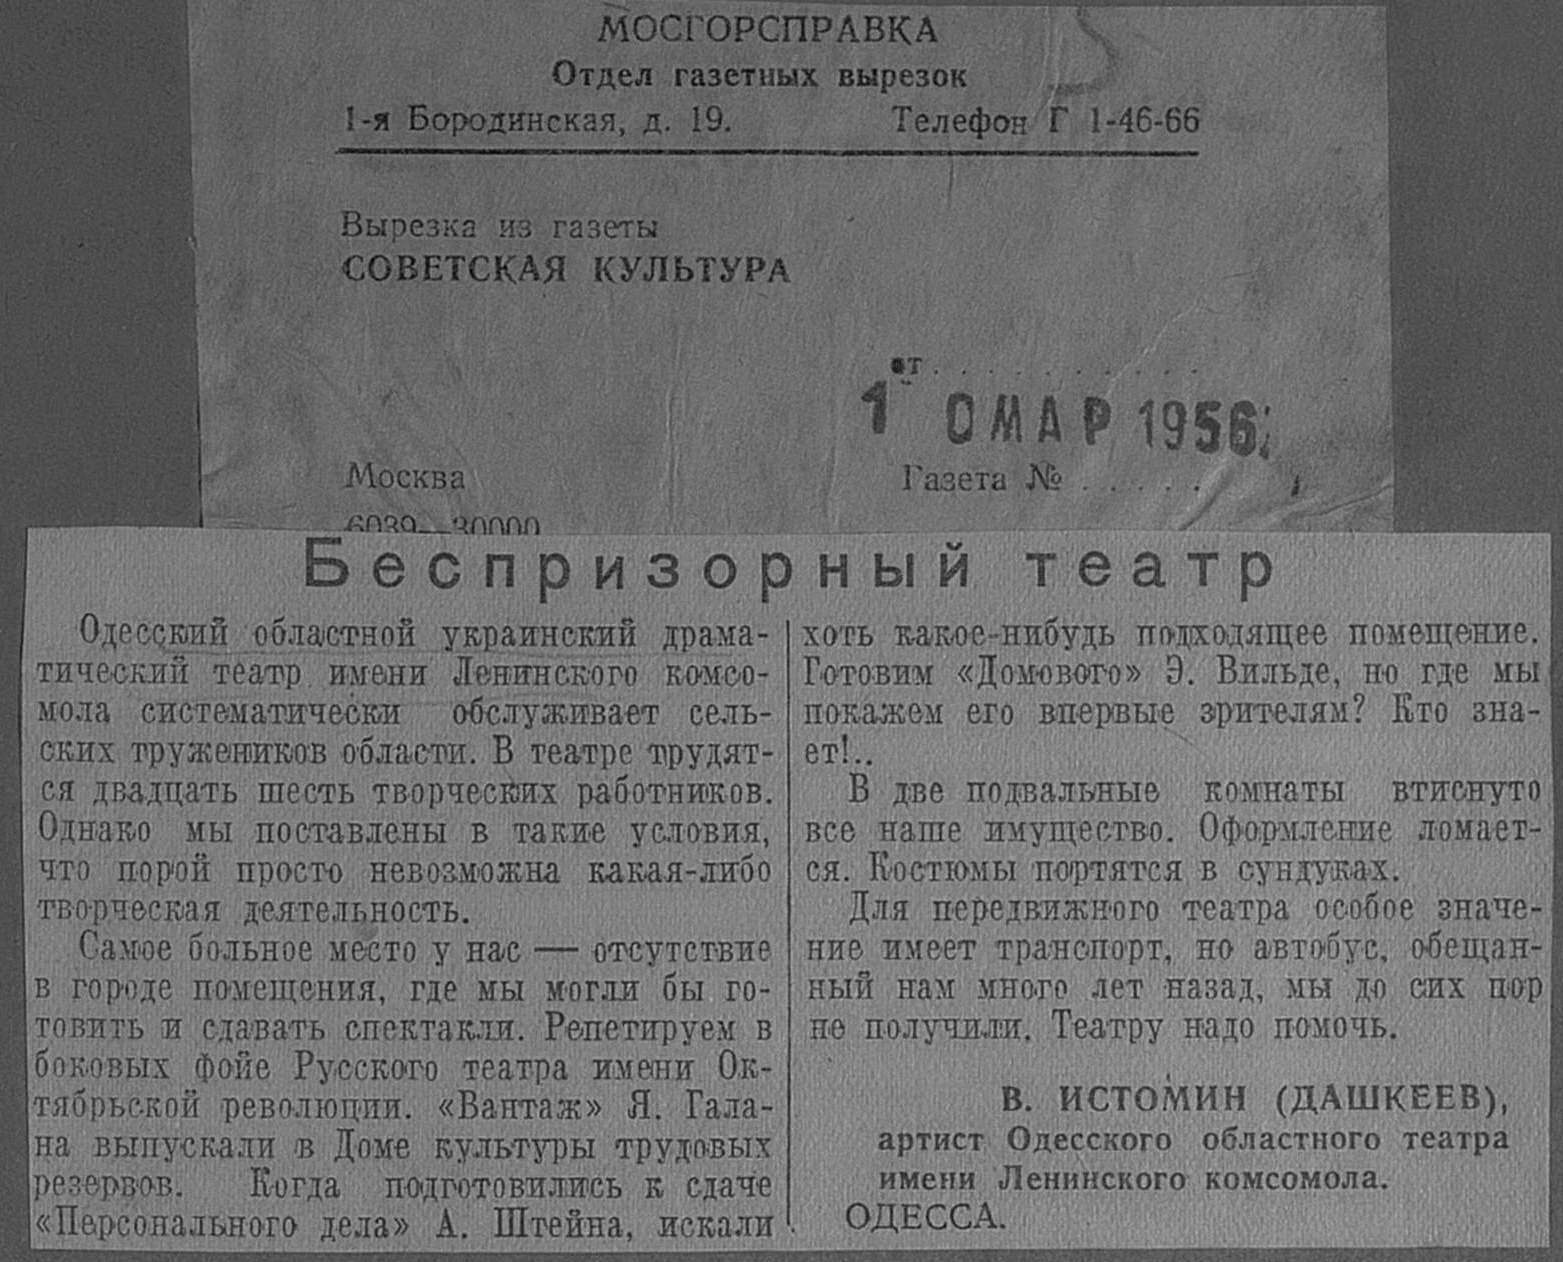 МОСГОРСПРАВКА
Отдел газетных вырезок
1-я Бородинская, д. 19. Телефон Г 1-46-66
Вырезка из газеты
СОВЕТСКАЯ КУЛЬТУРА
от . . . . . . . . . .
10 МАР 1956
Москва Газета № . . . . . .
6039—30000
Беспризорный театр
Одесский областной украинский драма-
тический театр имени Ленинского комсо-
мола систематически обслуживает сель-
ских тружеников области. В театре трудят-
ся двадцать шесть творческих работников.
Однако мы поставлены в такие условия,
что порой просто невозможна какая-либо
творческая деятельность.
Самое больное место у нас — отсутствие
в городе помещения, где мы могли бы го-
товить и сдавать спектакли. Репетируем в
боковых фойе Русского театра имени Ок-
тябрьской революции. «Вантаж» Я. Гала-
на выпускали в Доме культуры трудовых
резервов. Когда подготовились к сдаче
«Персонального дела» А. Штейна, искали
хоть какое-нибудь подходящее помещение.
Готовим «Домового» Э. Вильде, но где мы
покажем его впервые зрителям? Кто зна-
ет!..
В две подвальные комнаты втиснуто
все наше имущество. Оформление ломает-
ся. Костюмы портятся в сундуках.
Для передвижного театра особое значе-
ние имеет транспорт, но автобус, обещан-
ный нам много лет назад, мы до сих пор
не получили. Театру надо помочь.
В. ИСТОМИН (ДАШКЕЕВ),
артист Одесского областного театра
имени Ленинского комсомола.
ОДЕССА.